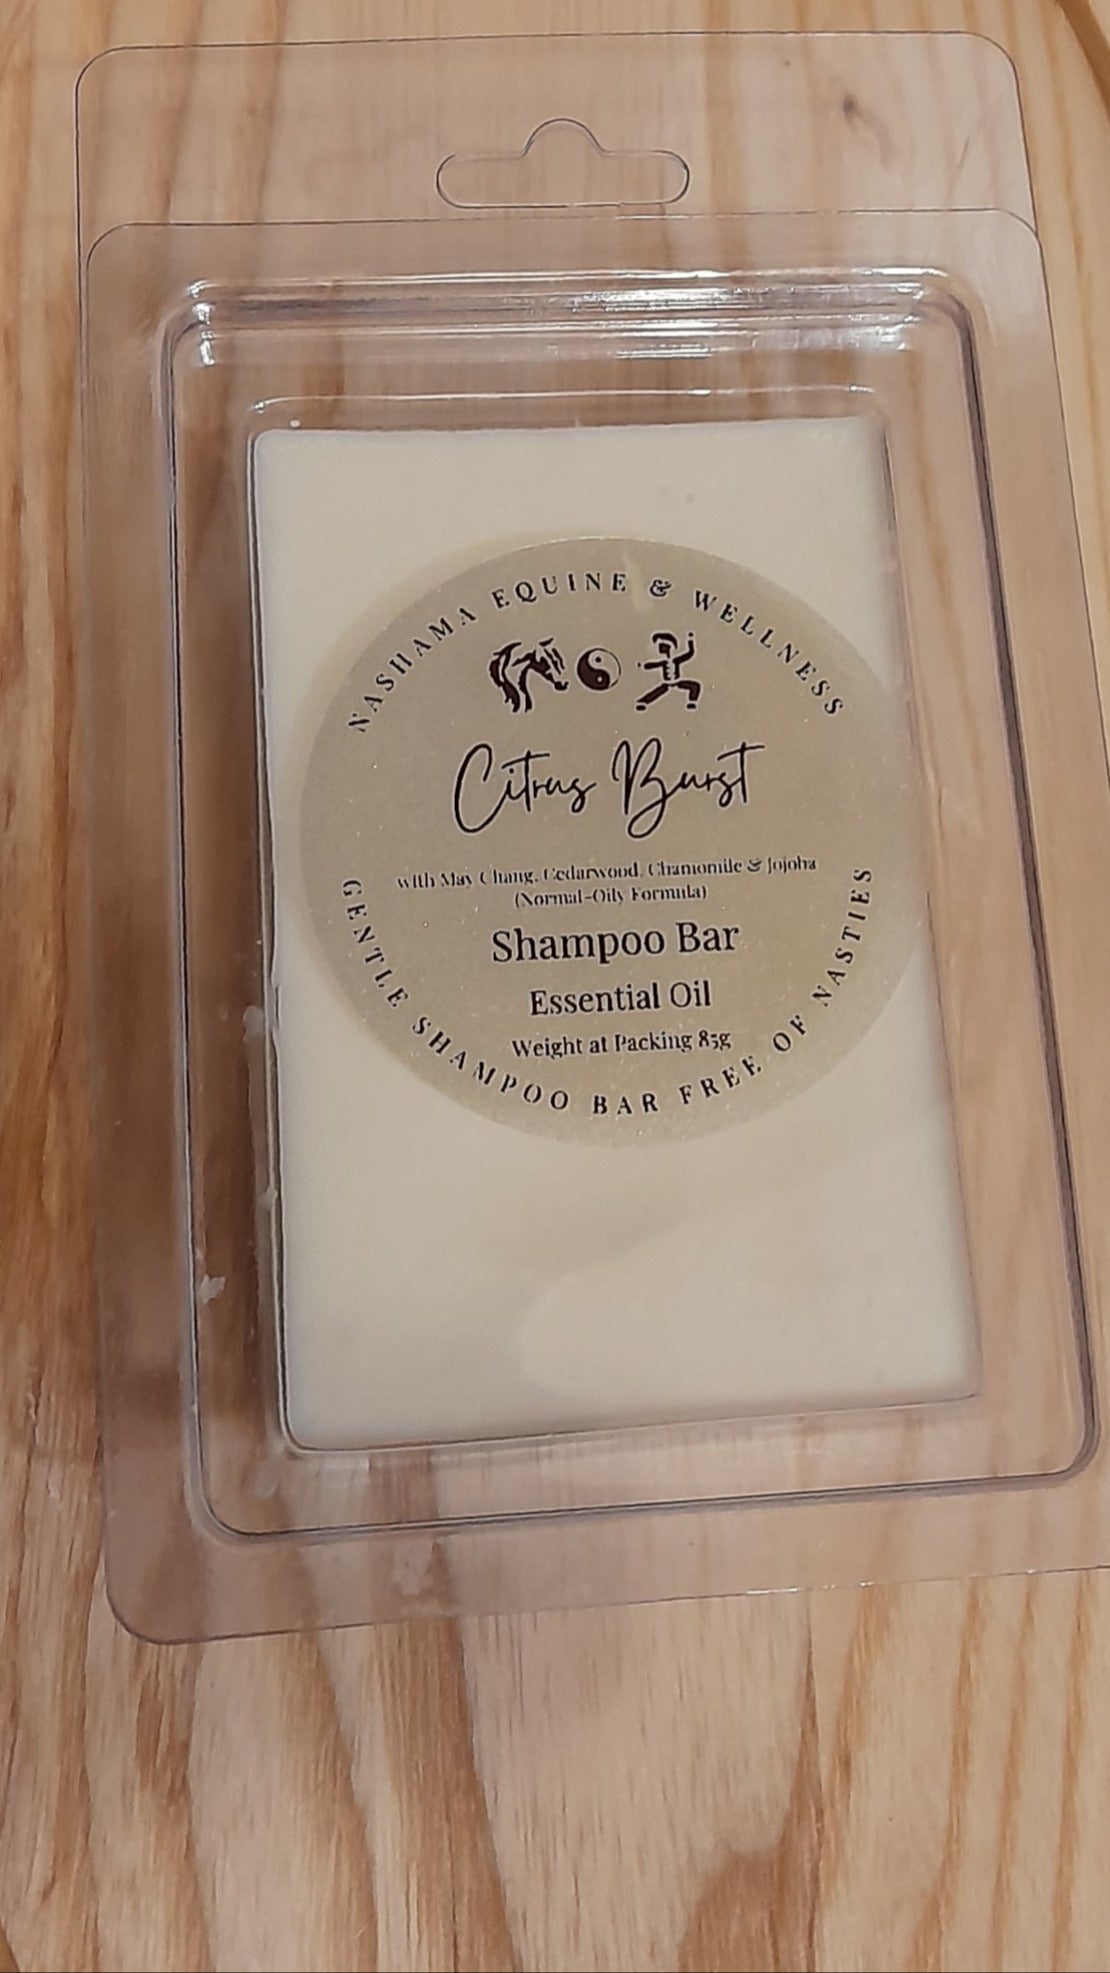 NASHAMA EQUINE & WELLNESS
Citrus Burst
with May Chang, Cedarwood, Chamomile & Jojoba
(Normal-Oily Formula)
Shampoo Bar
Essential Oil
Weight at Packing 85g
GENTLE SHAMPOO BAR FREE OF NASTIES